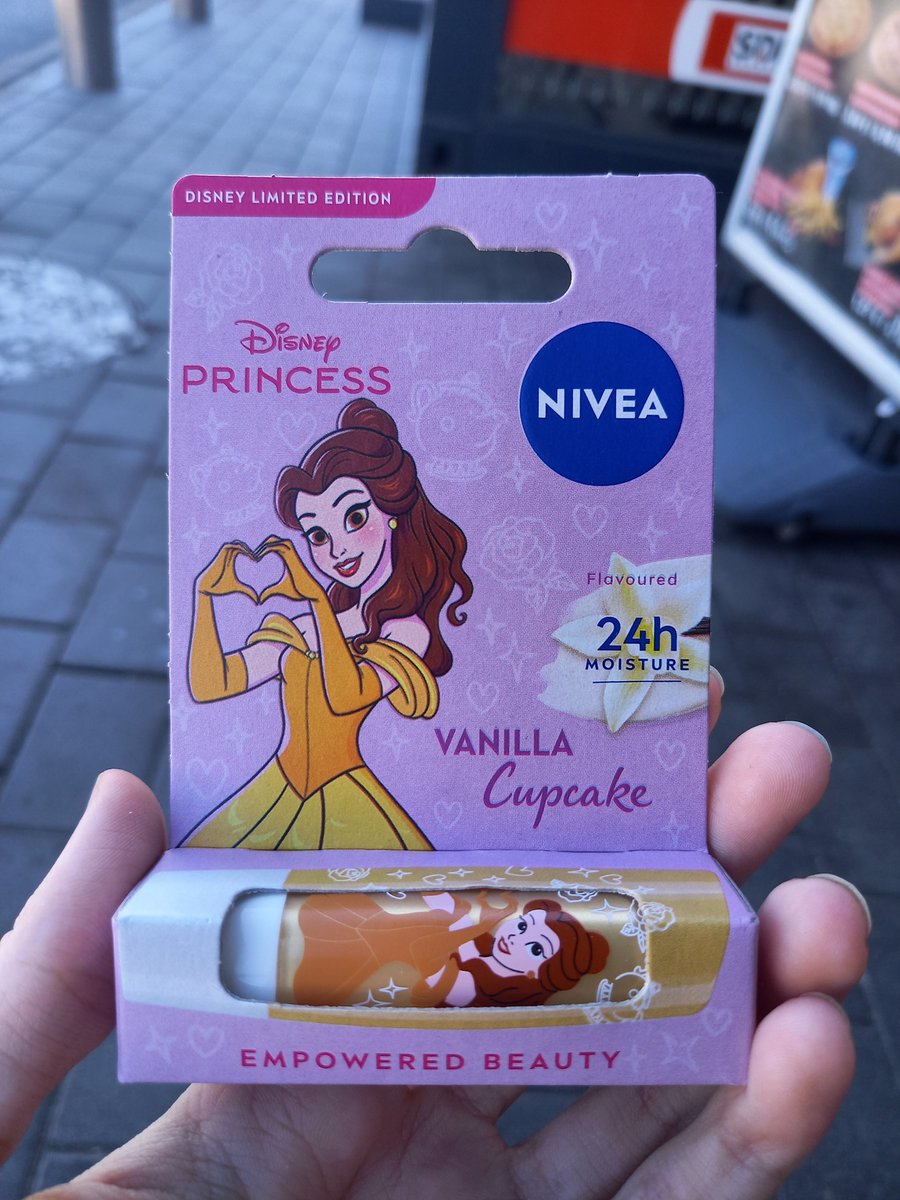 DISNEY LIMITED EDITION
Disney
PRINCESS
NIVEA
Flavoured
24h
MOISTURE
VANILLA
Cupcake
EMPOWERED BEAUTY